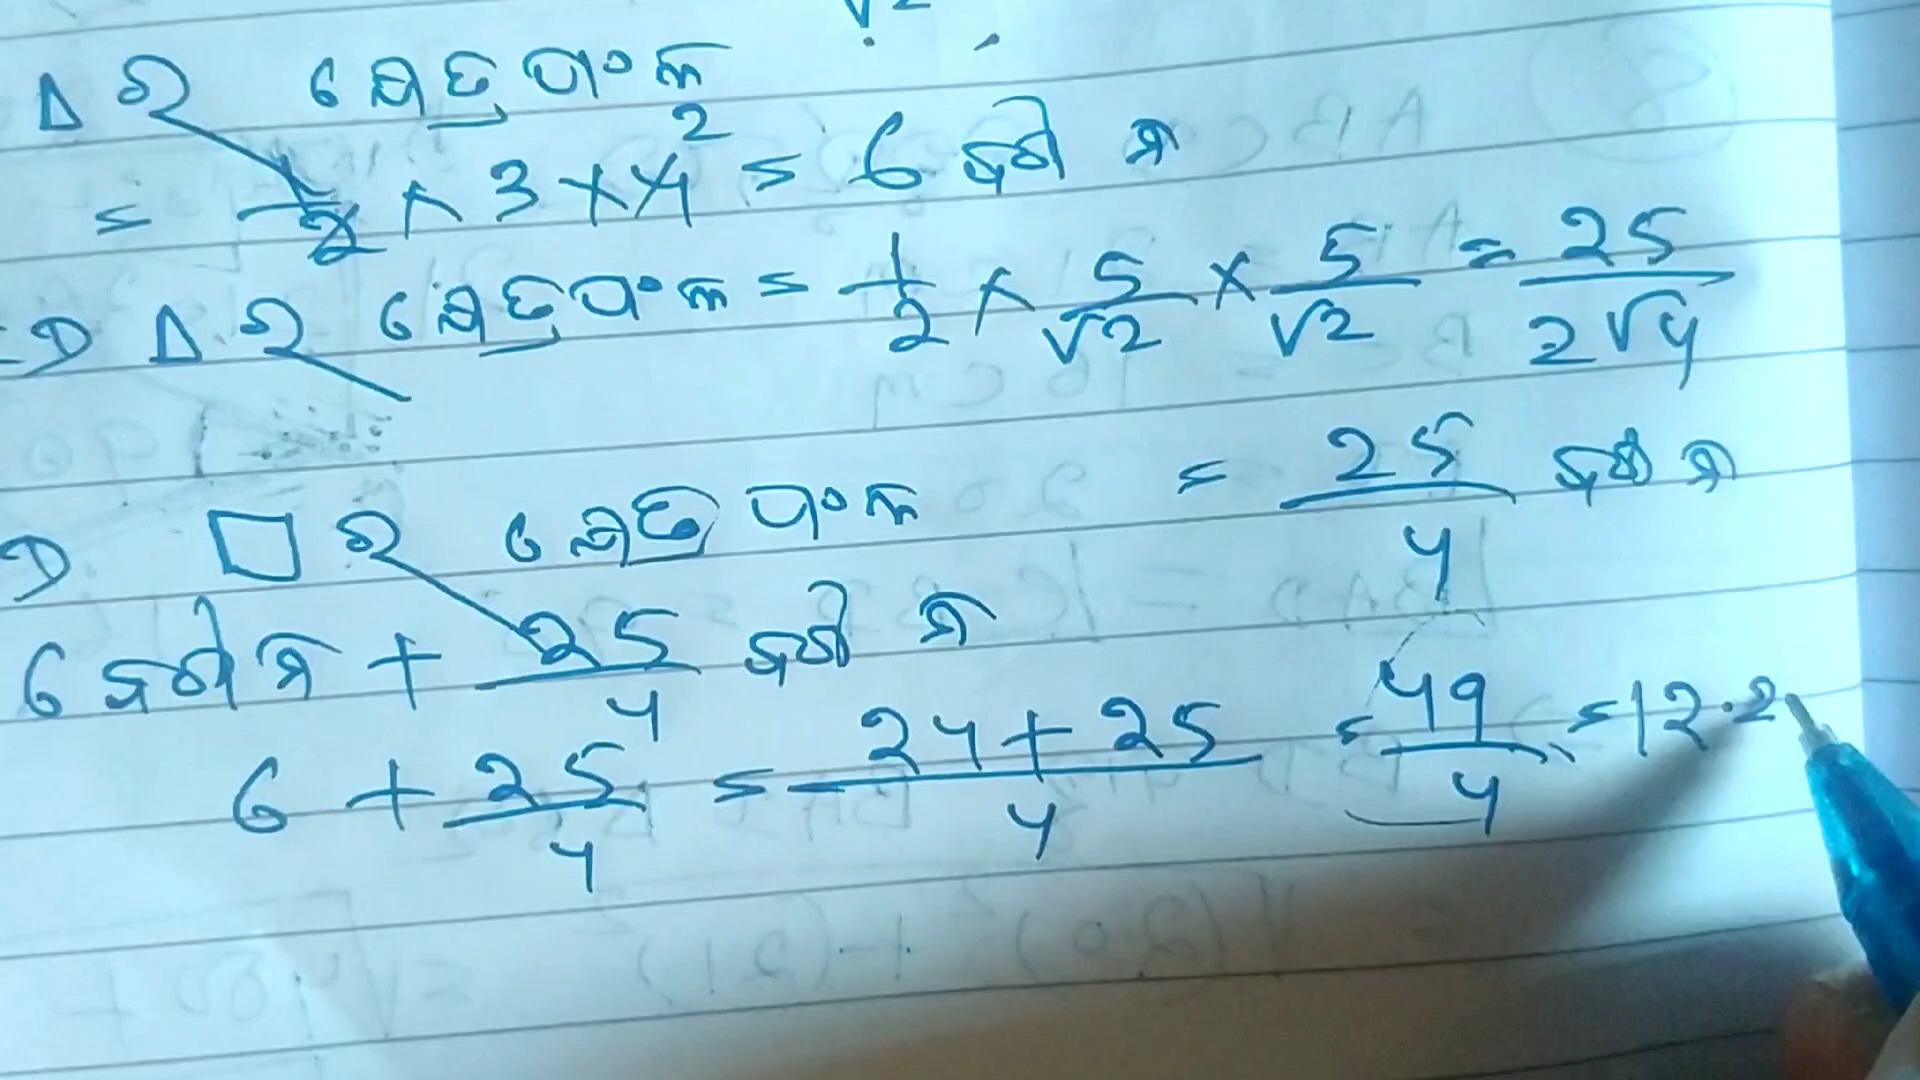 Δ ର କ୍ଷେତ୍ରଫଳ
= 1/2 × 3 × 4 2 = 6 ବର୍ଗ ମି
Δ ର କ୍ଷେତ୍ରଫଳ = 1/2 × 5/√2 × 5/√2 = 25/2√4
= 25/4 ବର୍ଗ ମି
□ ର କ୍ଷେତ୍ରଫଳ
6 ବର୍ଗ ମି + 25/4 ବର୍ଗ ମି
6 + 25/4 = 24+25/4 = 49/4 = 12.2